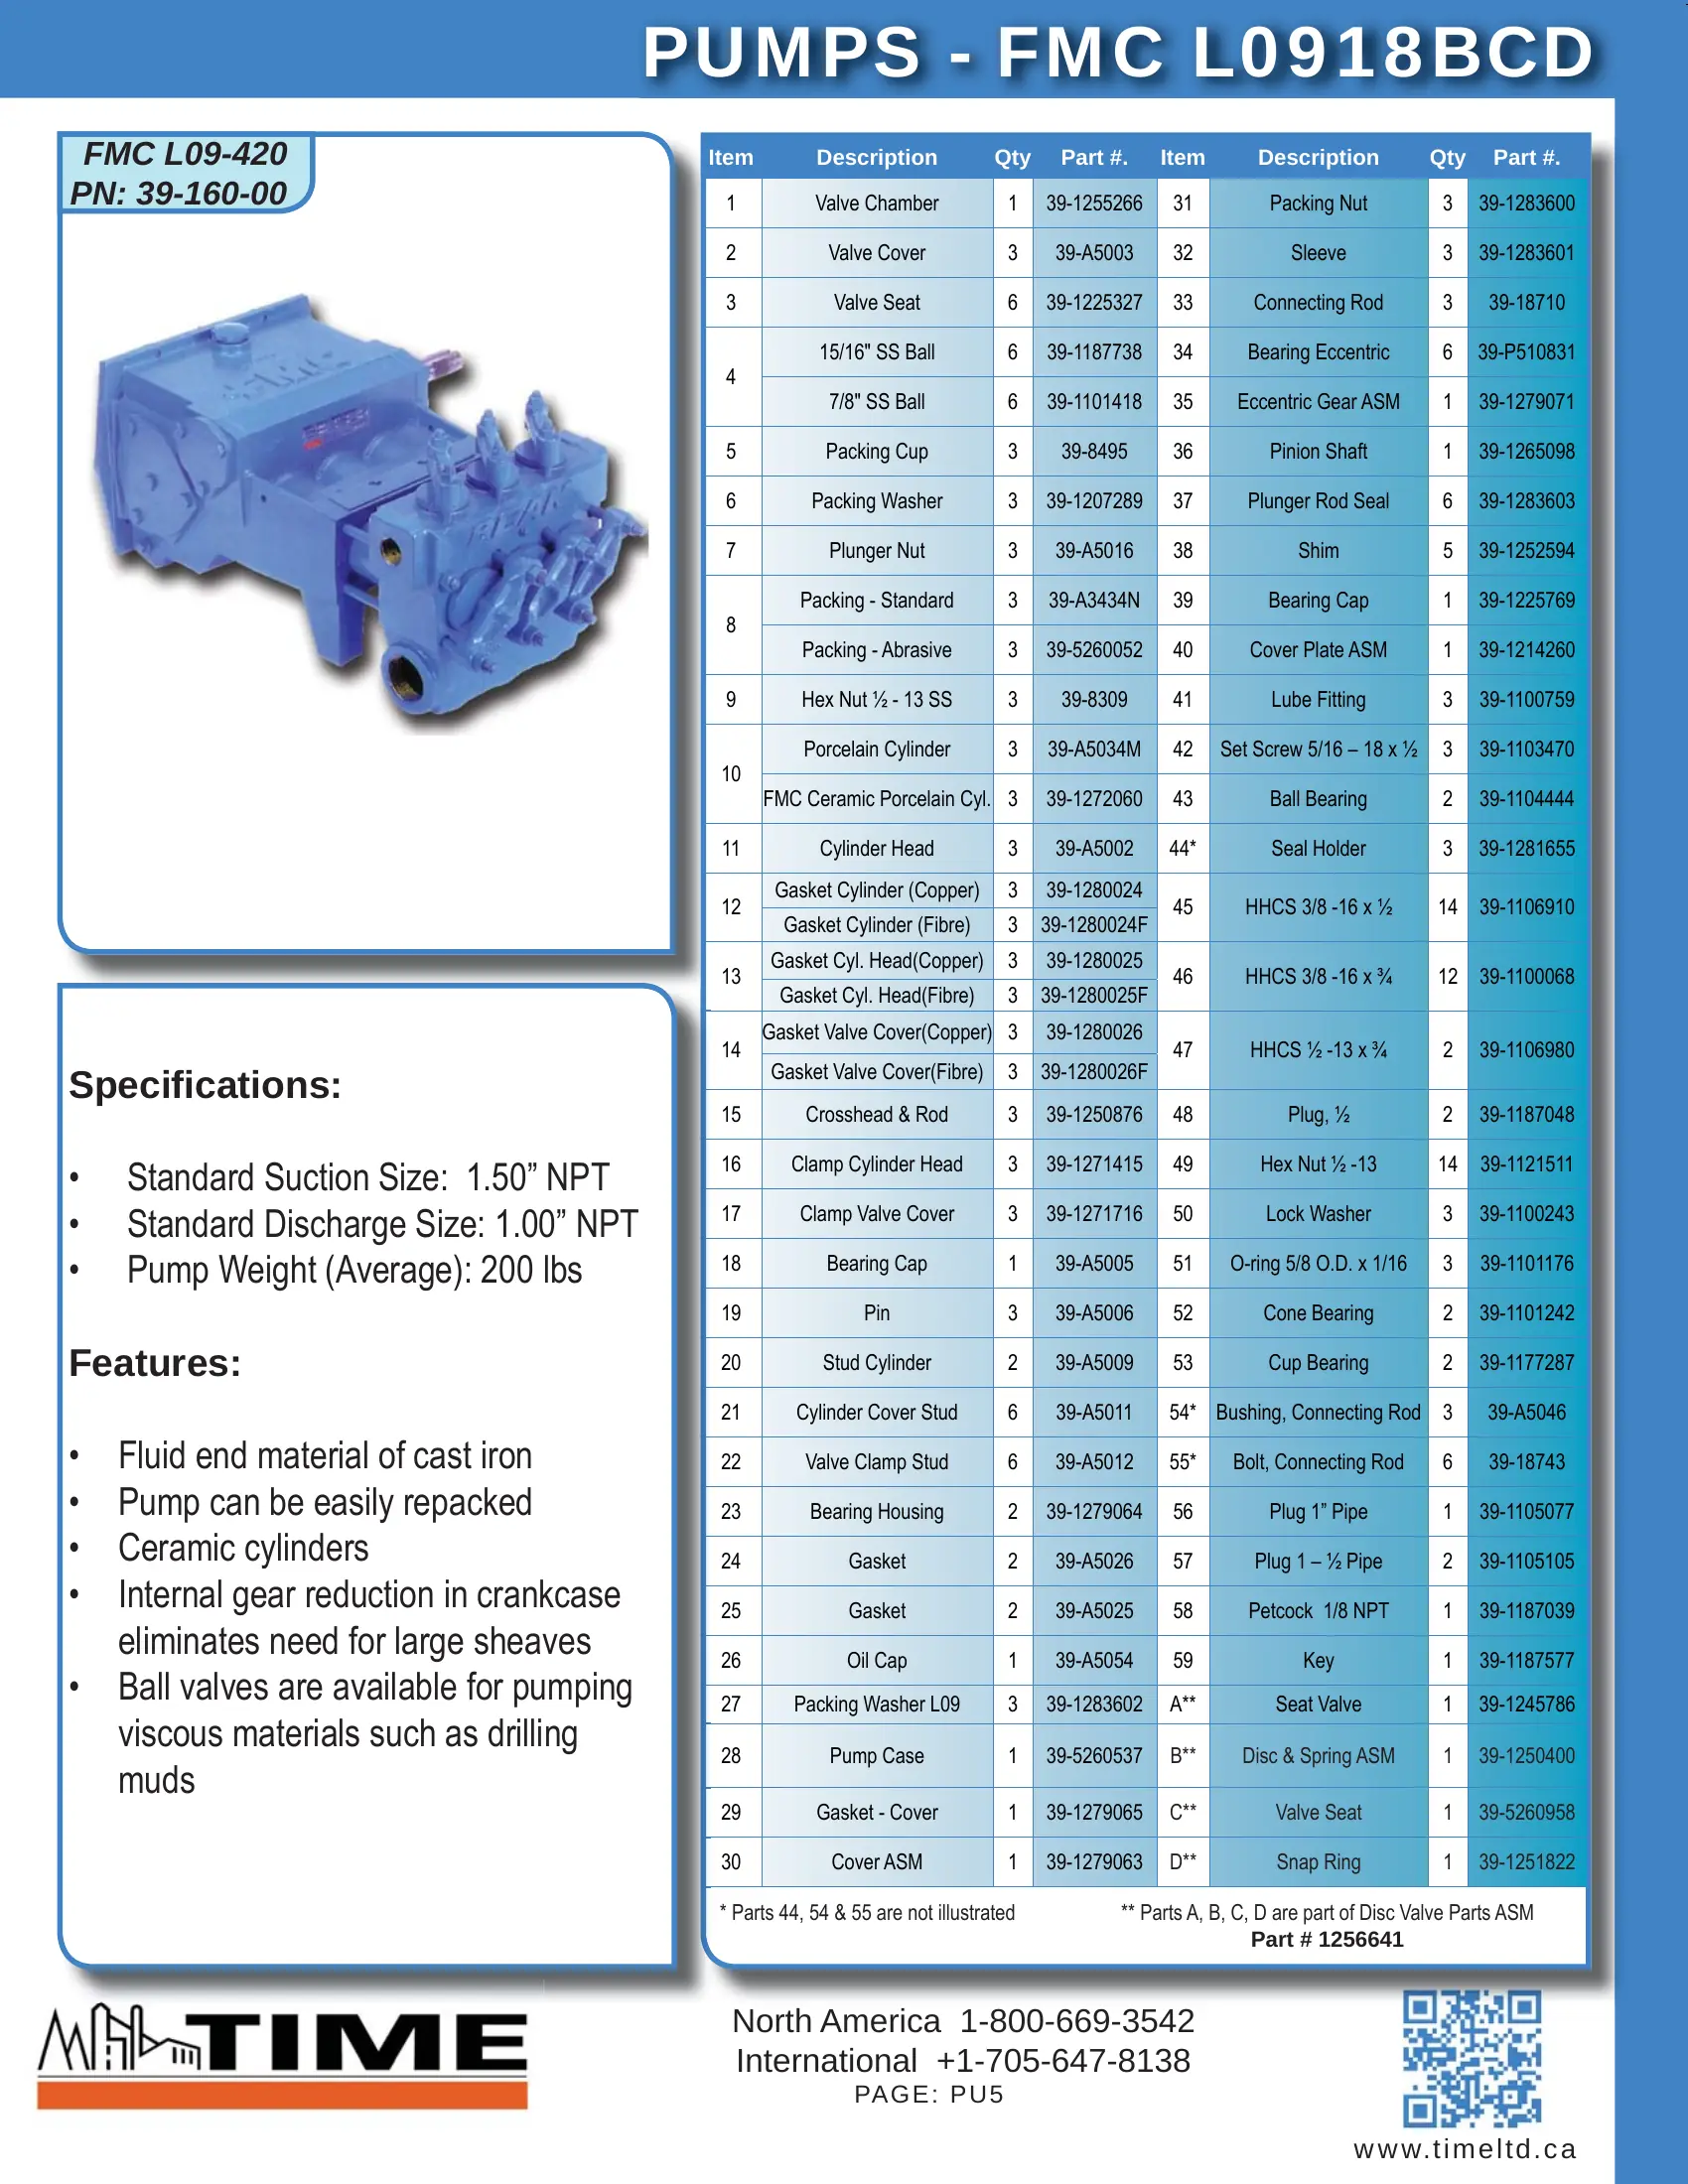 PUMPS - FMC L0918BCD
FMC L09-420
PN: 39-160-00
Specifications:
• Standard Suction Size: 1.50” NPT
• Standard Discharge Size: 1.00” NPT
• Pump Weight (Average): 200 lbs
Features:
• Fluid end material of cast iron
• Pump can be easily repacked
• Ceramic cylinders
• Internal gear reduction in crankcase
eliminates need for large sheaves
• Ball valves are available for pumping
viscous materials such as drilling
muds
Item Description Qty Part #. Item Description Qty Part #.
1 Valve Chamber 1 39-1255266 31 Packing Nut 3 39-1283600
2 Valve Cover 3 39-A5003 32 Sleeve 3 39-1283601
3 Valve Seat 6 39-1225327 33 Connecting Rod 3 39-18710
4 15/16" SS Ball 6 39-1187738 34 Bearing Eccentric 6 39-P510831
7/8" SS Ball 6 39-1101418 35 Eccentric Gear ASM 1 39-1279071
5 Packing Cup 3 39-8495 36 Pinion Shaft 1 39-1265098
6 Packing Washer 3 39-1207289 37 Plunger Rod Seal 6 39-1283603
7 Plunger Nut 3 39-A5016 38 Shim 5 39-1252594
8 Packing - Standard 3 39-A3434N 39 Bearing Cap 1 39-1225769
Packing - Abrasive 3 39-5260052 40 Cover Plate ASM 1 39-1214260
9 Hex Nut ½ - 13 SS 3 39-8309 41 Lube Fitting 3 39-1100759
10 Porcelain Cylinder 3 39-A5034M 42 Set Screw 5/16 – 18 x ½ 3 39-1103470
FMC Ceramic Porcelain Cyl. 3 39-1272060 43 Ball Bearing 2 39-1104444
11 Cylinder Head 3 39-A5002 44* Seal Holder 3 39-1281655
12 Gasket Cylinder (Copper) 3 39-1280024 45 HHCS 3/8 -16 x ½ 14 39-1106910
Gasket Cylinder (Fibre) 3 39-1280024F
13 Gasket Cyl. Head(Copper) 3 39-1280025 46 HHCS 3/8 -16 x ¾ 12 39-1100068
Gasket Cyl. Head(Fibre) 3 39-1280025F
14 Gasket Valve Cover(Copper) 3 39-1280026 47 HHCS ½ -13 x ¾ 2 39-1106980
Gasket Valve Cover(Fibre) 3 39-1280026F
15 Crosshead & Rod 3 39-1250876 48 Plug, ½ 2 39-1187048
16 Clamp Cylinder Head 3 39-1271415 49 Hex Nut ½ -13 14 39-1121511
17 Clamp Valve Cover 3 39-1271716 50 Lock Washer 3 39-1100243
18 Bearing Cap 1 39-A5005 51 O-ring 5/8 O.D. x 1/16 3 39-1101176
19 Pin 3 39-A5006 52 Cone Bearing 2 39-1101242
20 Stud Cylinder 2 39-A5009 53 Cup Bearing 2 39-1177287
21 Cylinder Cover Stud 6 39-A5011 54* Bushing, Connecting Rod 3 39-A5046
22 Valve Clamp Stud 6 39-A5012 55* Bolt, Connecting Rod 6 39-18743
23 Bearing Housing 2 39-1279064 56 Plug 1” Pipe 1 39-1105077
24 Gasket 2 39-A5026 57 Plug 1 – ½ Pipe 2 39-1105105
25 Gasket 2 39-A5025 58 Petcock 1/8 NPT 1 39-1187039
26 Oil Cap 1 39-A5054 59 Key 1 39-1187577
27 Packing Washer L09 3 39-1283602 A** Seat Valve 1 39-1245786
28 Pump Case 1 39-5260537 B** Disc & Spring ASM 1 39-1250400
29 Gasket - Cover 1 39-1279065 C** Valve Seat 1 39-5260958
30 Cover ASM 1 39-1279063 D** Snap Ring 1 39-1251822
* Parts 44, 54 & 55 are not illustrated ** Parts A, B, C, D are part of Disc Valve Parts ASM
Part # 1256641
TIME
North America 1-800-669-3542
International +1-705-647-8138
PAGE: PU5
www.timeltd.ca